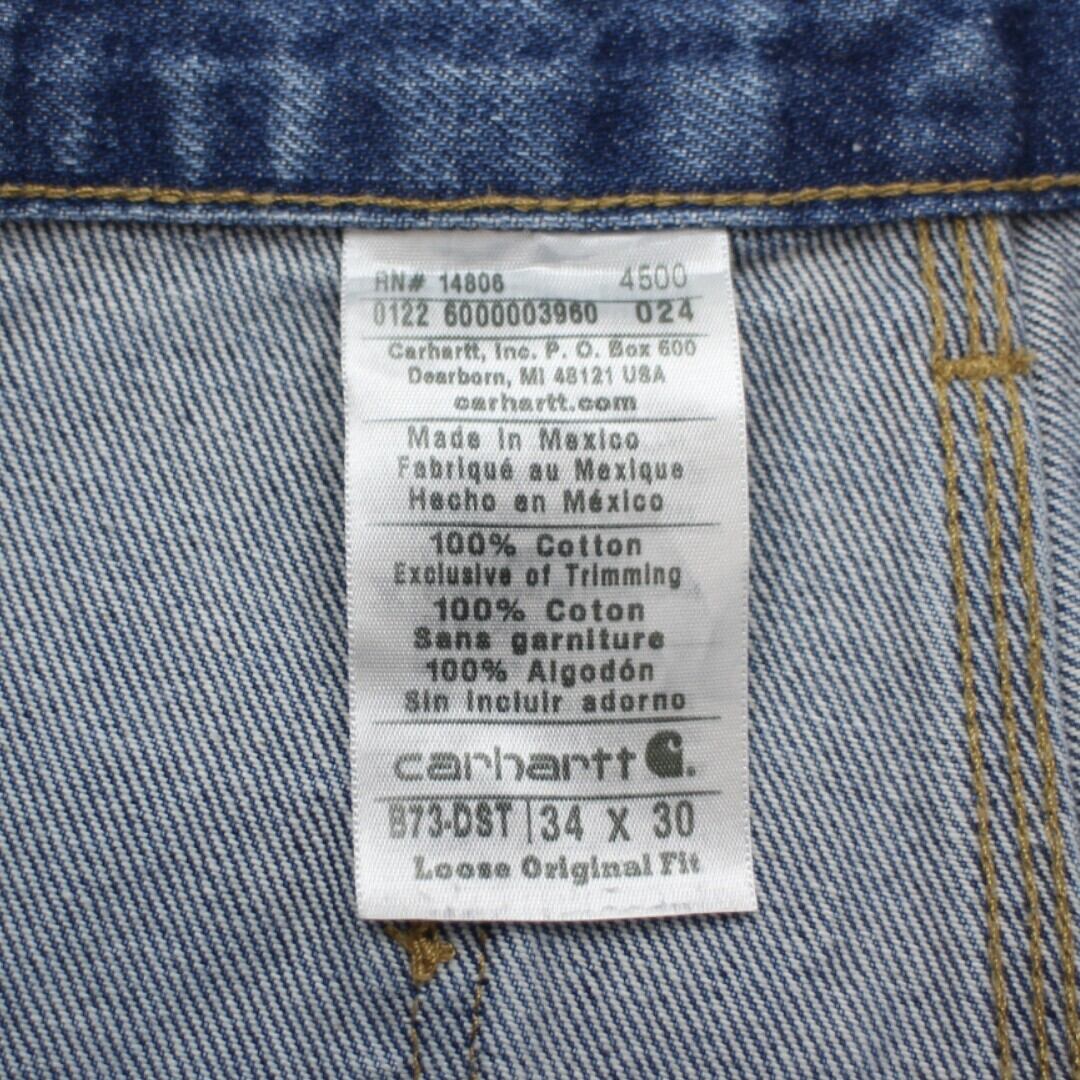 RN# 14806 4500
0122 6000003960 024
Carhartt, Inc. P. O. Box 600
Dearborn, MI 48121 USA
carhartt.com
Made in Mexico
Fabriqué au Mexique
Hecho en México
100% Cotton
Exclusive of Trimming
100% Coton
Sans garniture
100% Algodón
Sin incluir adorno
carhartt
B73-DST | 34 X 30
Loose Original Fit